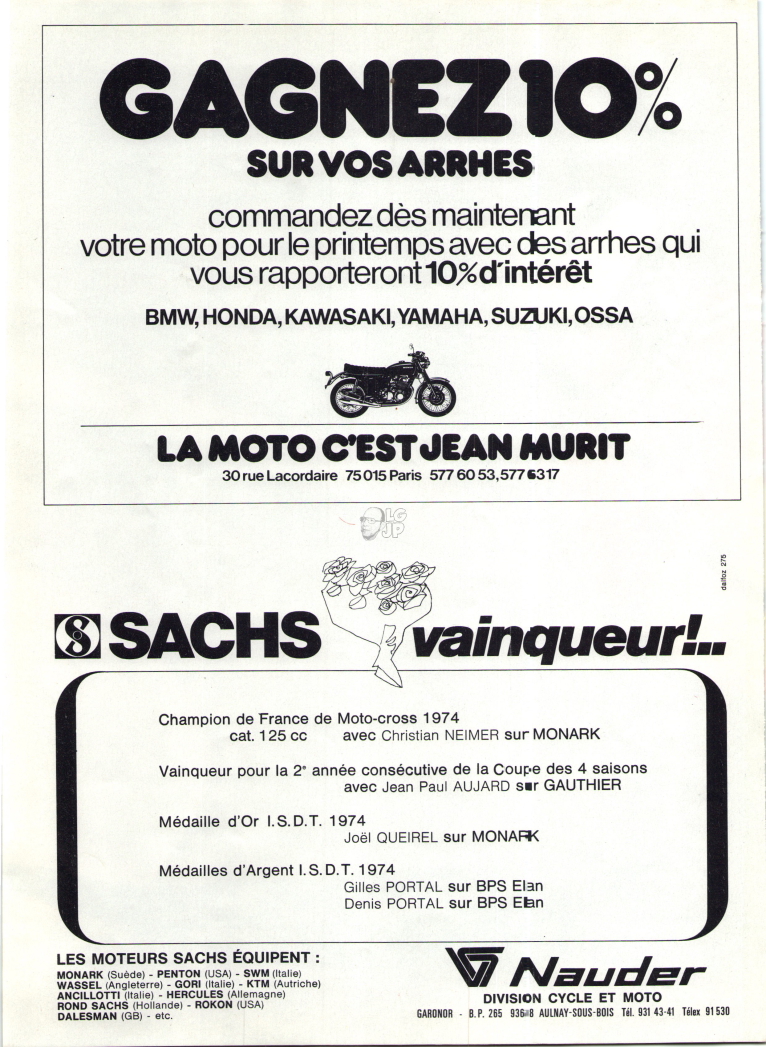 GAGNEZ 10%
SUR VOS ARRHES
commandez dès maintenant
votre moto pour le printemps avec des arrhes qui
vous rapporteront 10% d'intérêt
BMW, HONDA, KAWASAKI, YAMAHA, SUZUKI, OSSA
LA MOTO C'EST JEAN MURIT
30 rue Lacordaire 75015 Paris 577 60 53, 577 6317
LG
JP
dalfoz 275
SACHS vainqueur!...
Champion de France de Moto-cross 1974
cat. 125 cc avec Christian NEIMER sur MONARK
Vainqueur pour la 2e année consécutive de la Coupe des 4 saisons
avec Jean Paul AUJARD sur GAUTHIER
Médaille d'Or I.S.D.T. 1974
Joël QUEIREL sur MONARK
Médailles d'Argent I.S.D.T. 1974
Gilles PORTAL sur BPS Elan
Denis PORTAL sur BPS Elan
LES MOTEURS SACHS ÉQUIPENT :
MONARK (Suède) - PENTON (USA) - SWM (Italie)
WASSEL (Angleterre) - GORI (Italie) - KTM (Autriche)
ANCILLOTTI (Italie) - HERCULES (Allemagne)
ROND SACHS (Hollande) - ROKON (USA)
DALESMAN (GB) - etc.
Nauder
DIVISION CYCLE ET MOTO
GARONOR - B.P. 265 AULNAY-SOUS-BOIS Tél. 931 43-41 Télex 91 530